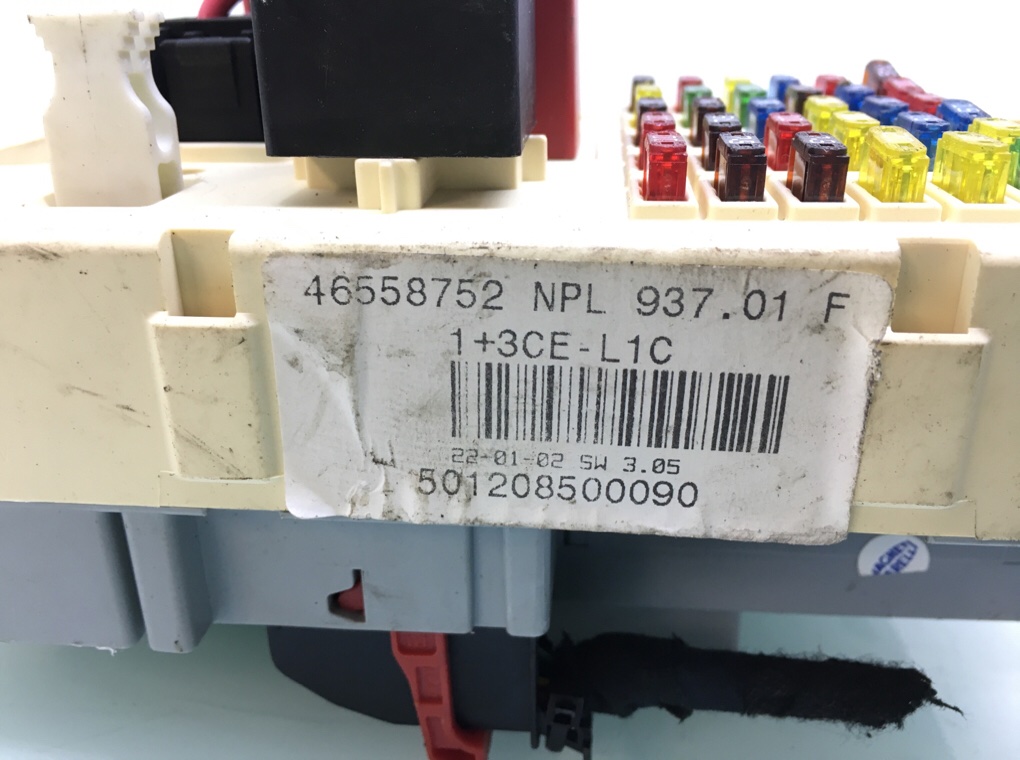 46558752 NPL 937.01 F
1+3CE-L1C
22-01-02 SW 3.05
501208500090